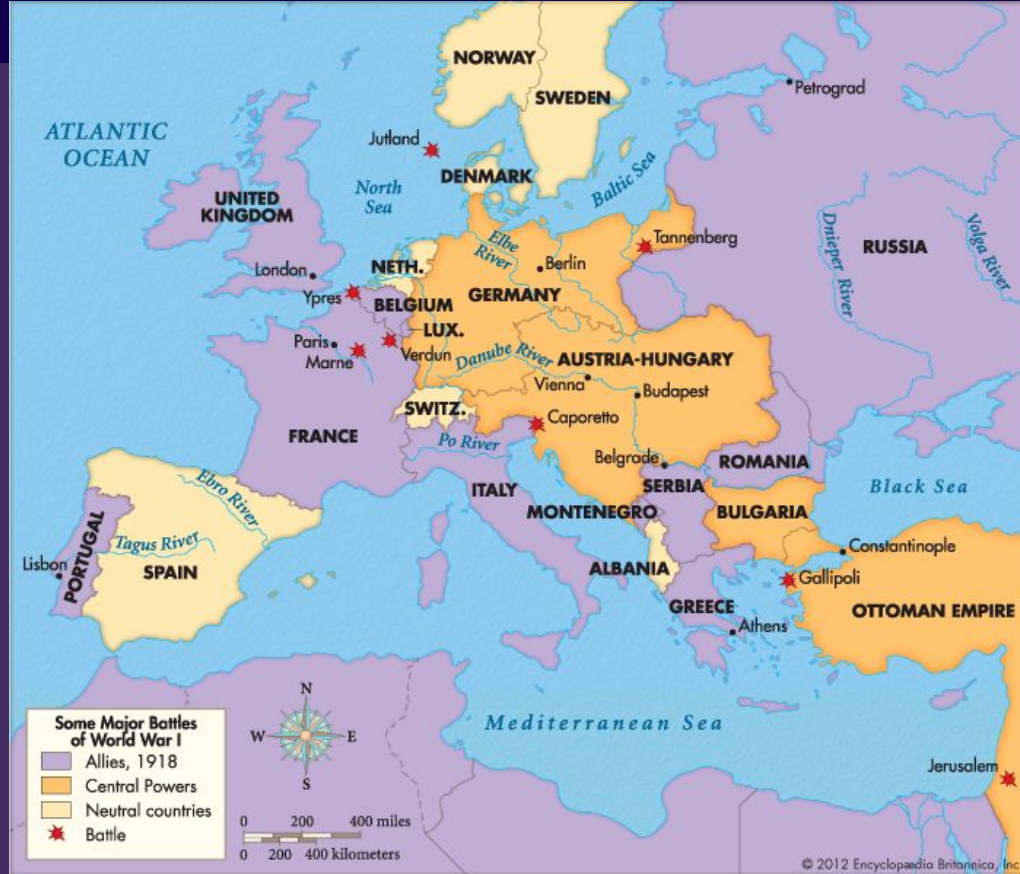 NORWAY
SWEDEN
Petrograd
ATLANTIC
OCEAN
Jutland
North
Sea
DENMARK
Baltic Sea
UNITED
KINGDOM
Tannenberg
RUSSIA
Dnieper River
Volga River
Elbe
River
Berlin
London
NETH.
GERMANY
Ypres
BELGIUM
LUX.
Paris
Marne
Verdun
Danube River
AUSTRIA-HUNGARY
Vienna
Budapest
SWITZ.
Caporetto
FRANCE
Po River
Belgrade
ROMANIA
SERBIA
Black Sea
ITALY
MONTENEGRO
BULGARIA
Ebro River
PORTUGAL
Tagus River
Lisbon
SPAIN
Constantinople
ALBANIA
Gallipoli
GREECE
OTTOMAN EMPIRE
Athens
Mediterranean Sea
Jerusalem
Some Major Battles
of World War I
Allies, 1918
Central Powers
Neutral countries
Battle
N
W
E
S
0 200 400 miles
0 200 400 kilometers
© 2012 Encyclopædia Britannica, Inc